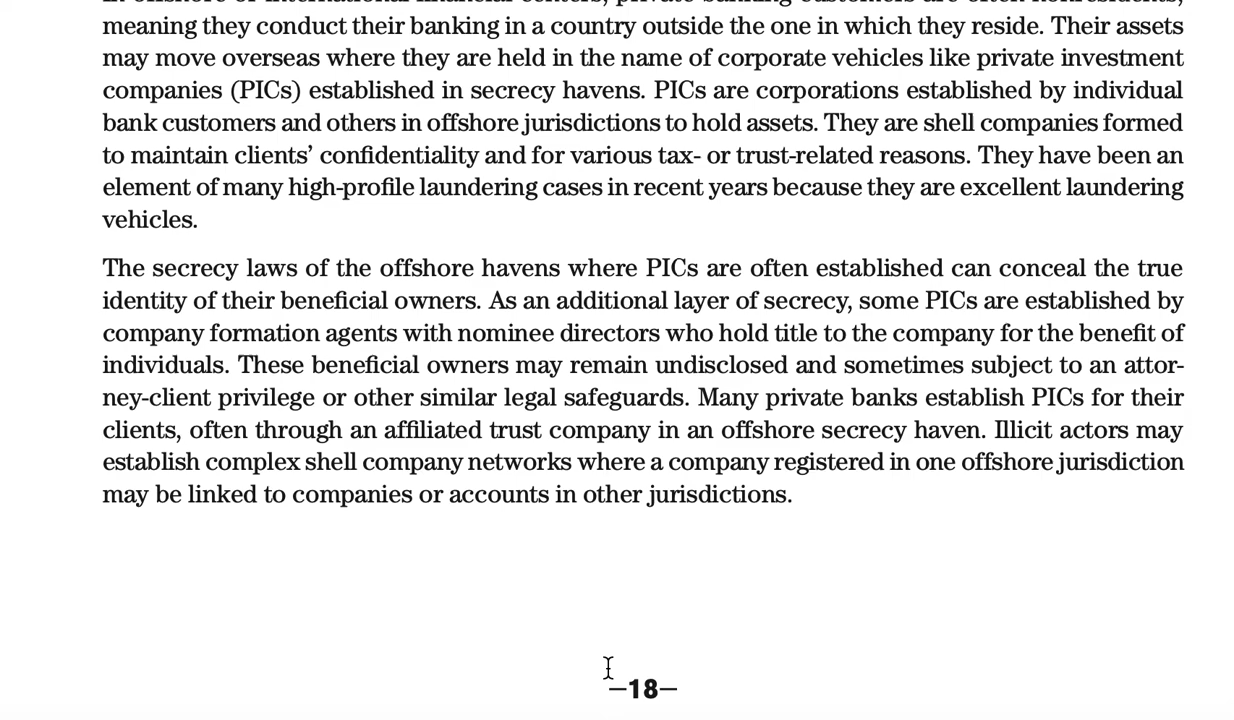 meaning they conduct their banking in a country outside the one in which they reside. Their assets
may move overseas where they are held in the name of corporate vehicles like private investment
companies (PICs) established in secrecy havens. PICs are corporations established by individual
bank customers and others in offshore jurisdictions to hold assets. They are shell companies formed
to maintain clients’ confidentiality and for various tax- or trust-related reasons. They have been an
element of many high-profile laundering cases in recent years because they are excellent laundering
vehicles.
The secrecy laws of the offshore havens where PICs are often established can conceal the true
identity of their beneficial owners. As an additional layer of secrecy, some PICs are established by
company formation agents with nominee directors who hold title to the company for the benefit of
individuals. These beneficial owners may remain undisclosed and sometimes subject to an attor-
ney-client privilege or other similar legal safeguards. Many private banks establish PICs for their
clients, often through an affiliated trust company in an offshore secrecy haven. Illicit actors may
establish complex shell company networks where a company registered in one offshore jurisdiction
may be linked to companies or accounts in other jurisdictions.
—18—